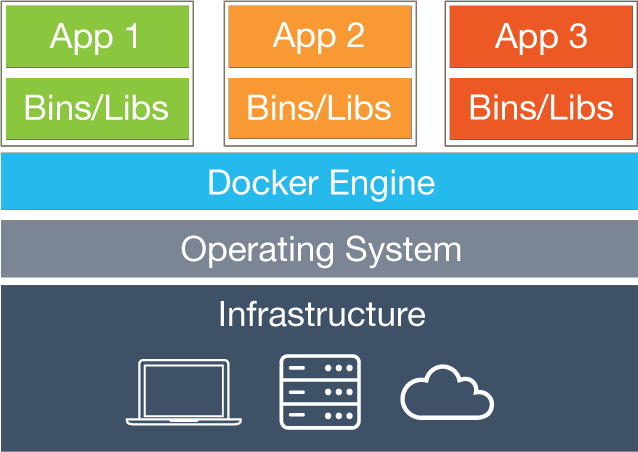 App 1
App 2
App 3
Bins/Libs
Bins/Libs
Bins/Libs
Docker Engine
Operating System
Infrastructure